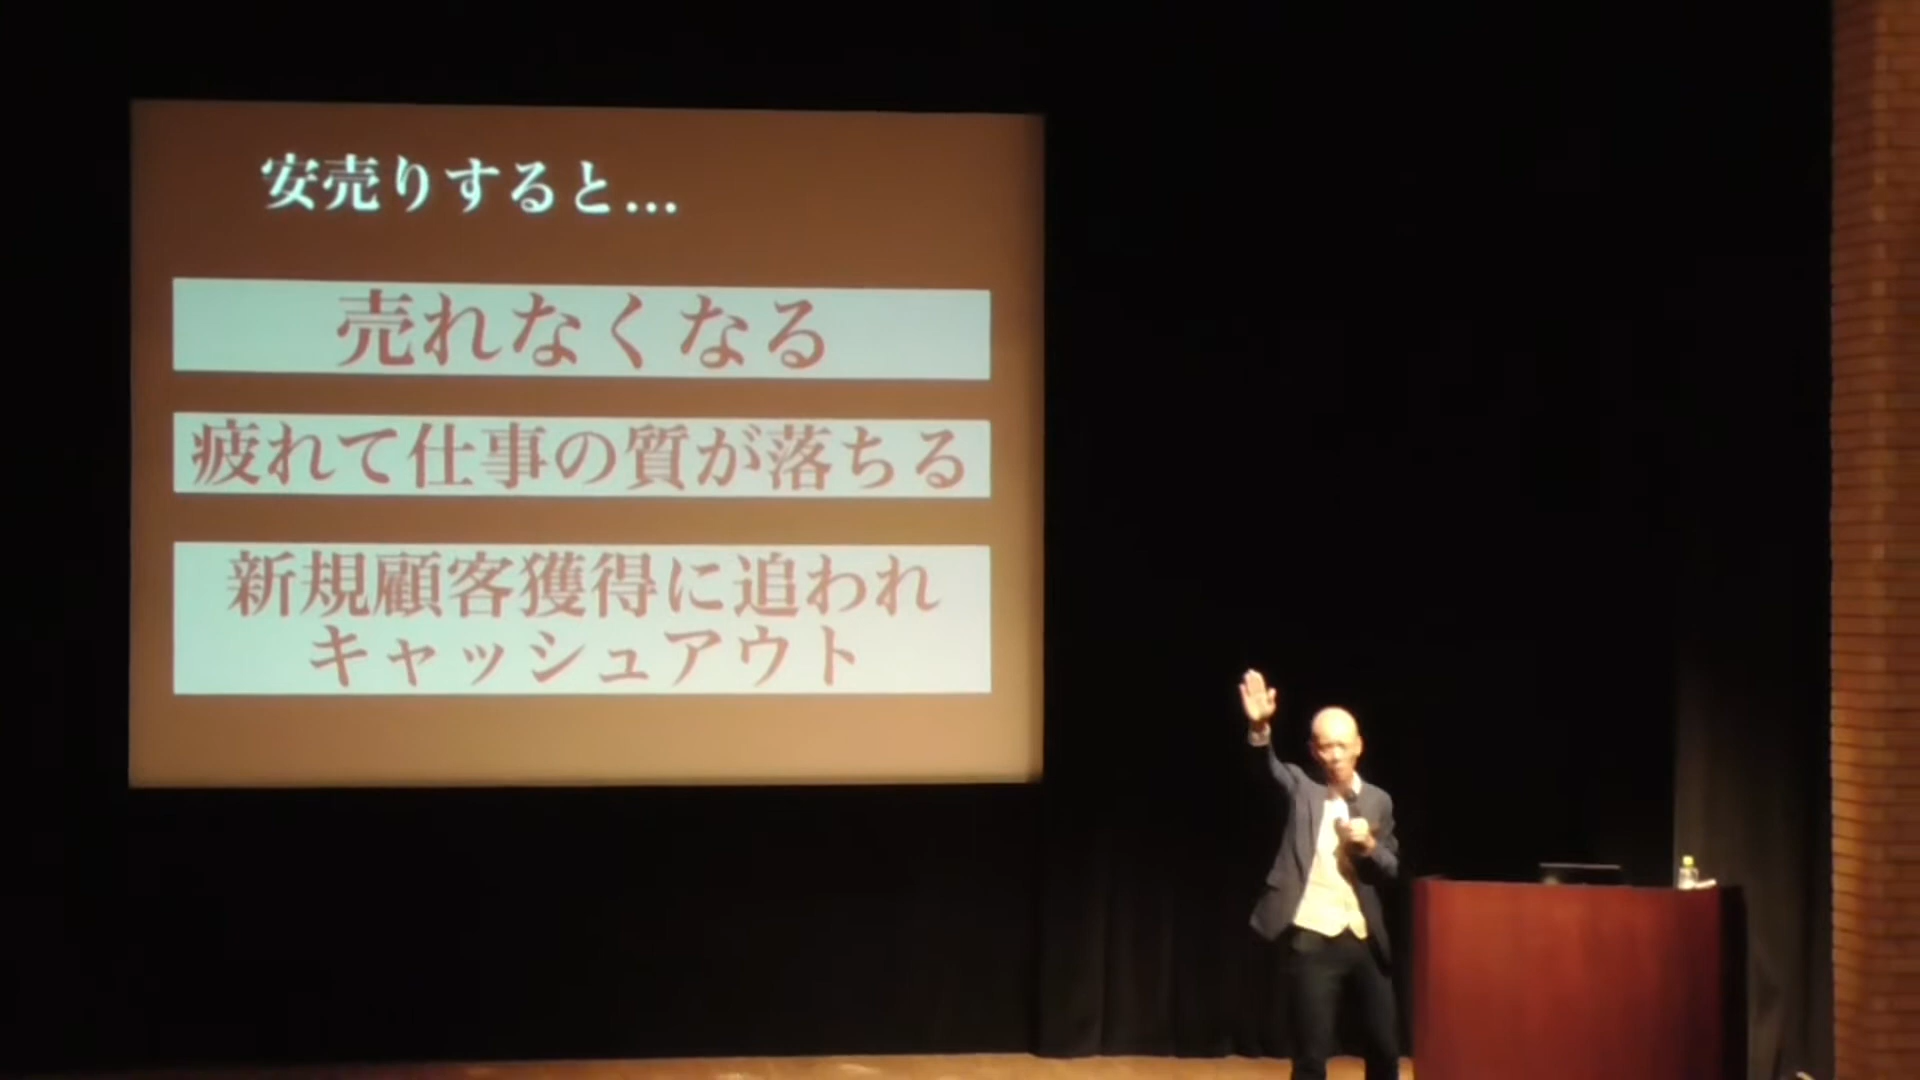 安売りすると...
売れなくなる
疲れて仕事の質が落ちる
新規顧客獲得に追われ
キャッシュアウト